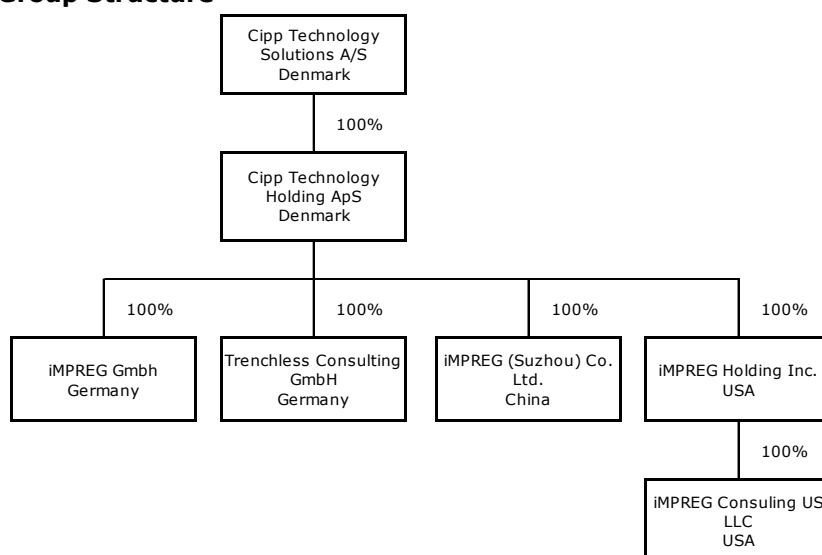 Group Structure
Cipp Technology
Solutions A/S
Denmark
100%
Cipp Technology
Holding ApS
Denmark
100%
100%
100%
100%
iMPREG Gmbh
Germany
Trenchless Consulting
GmbH
Germany
iMPREG (Suzhou) Co.
Ltd.
China
iMPREG Holding Inc.
USA
100%
iMPREG Consuling US
LLC
USA